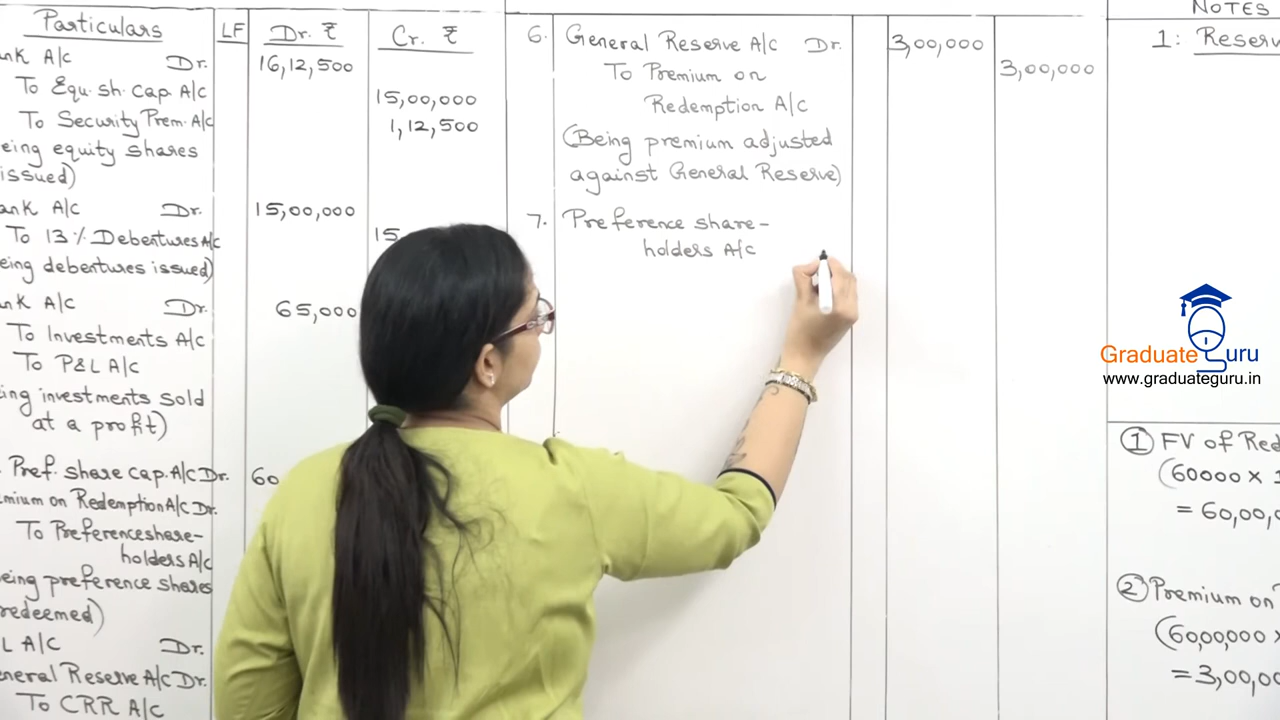 Particulars LF Dr. ₹ Cr. ₹
nk A/c Dr. 16,12,500
To Equ. sh. Cap. A/c 15,00,000
To Security Prem. A/c 1,12,500
eing equity shares
issued)
ank A/c Dr. 15,00,000
To 13% Debentures A/c 15
eing debentures issued)
nk A/c Dr. 65,000
To Investments A/c
To P&L A/c
ing investments sold
at a profit)
. Pref. share cap. A/c Dr. 60
mium on Redemption A/c Dr.
To Preference share-
holders A/c
eing preference shares
redeemed)
L A/c Dr.
eneral Reserve A/c Dr.
To CRR A/c
6. General Reserve A/c Dr. 3,00,000
To Premium on 3,00,000
Redemption A/c
(Being premium adjusted
against General Reserve)
7. Preference share-
holders A/c
NOTES
1: Reserv
Graduate Guru
www.graduateguru.in
① FV of Red
(60000 ×
= 60,00,0
② Premium on
(60,00,000 ×
= 3,00,00